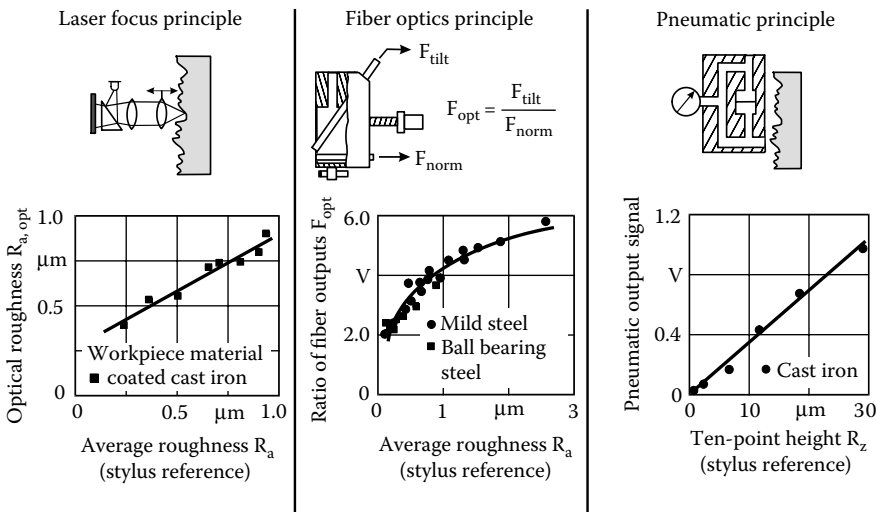 Laser focus principle
1.0
µm
0.5
0
Optical roughness R_a, opt
Workpiece material
■ coated cast iron
0
0.5
µm
1.0
Average roughness R_a
(stylus reference)
Fiber optics principle
F_tilt
F_opt = F_tilt / F_norm
F_norm
6.0
V
2.0
0
Ratio of fiber outputs F_opt
● Mild steel
■ Ball bearing
steel
0
1
µm
3
Average roughness R_a
(stylus reference)
Pneumatic principle
1.2
V
0.4
0
Pneumatic output signal
● Cast iron
0
10
µm
30
Ten-point height R_z
(stylus reference)